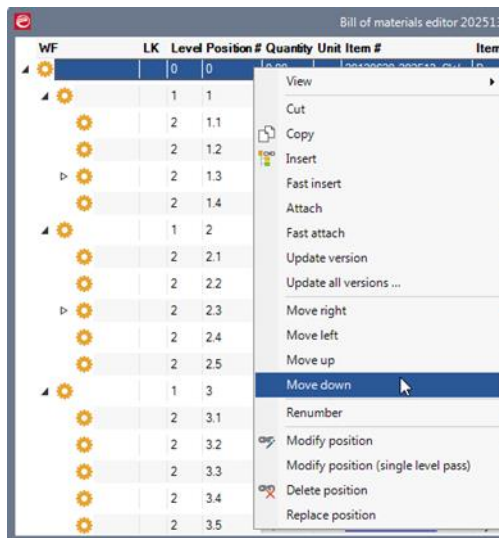 Bill of materials editor 202513
WF LK Level Position # Quantity Unit Item # Item
0 0
View
1 1
Cut
2 1.1
Copy
2 1.2
Insert
2 1.3
Fast insert
2 1.4
Attach
1 2
Fast attach
2 2.1
Update version
2 2.2
Update all versions ...
2 2.3
Move right
2 2.4
Move left
2 2.5
Move up
1 3
Move down
2 3.1
Renumber
2 3.2
Modify position
2 3.3
Modify position (single level pass)
2 3.4
Delete position
2 3.5
Replace position